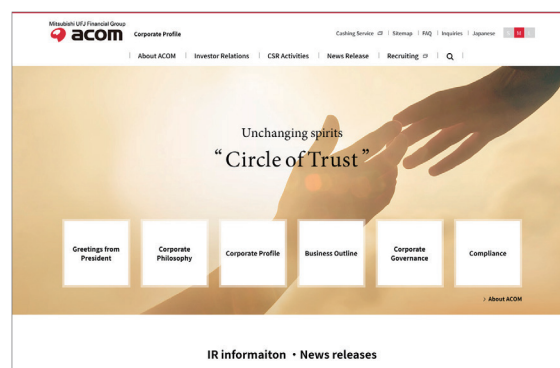 Mitsubishi UFJ Financial Group
acom Corporate Profile
Cashing Service | Sitemap | FAQ | Inquiries | Japanese
M
About ACOM | Investor Relations | CSR Activities | News Release | Recruiting
Unchanging spirits
“Circle of Trust”
Greetings from
President
Corporate
Philosophy
Corporate Profile
Business Outline
Corporate
Governance
Compliance
› About ACOM
IR informaiton ・News releases